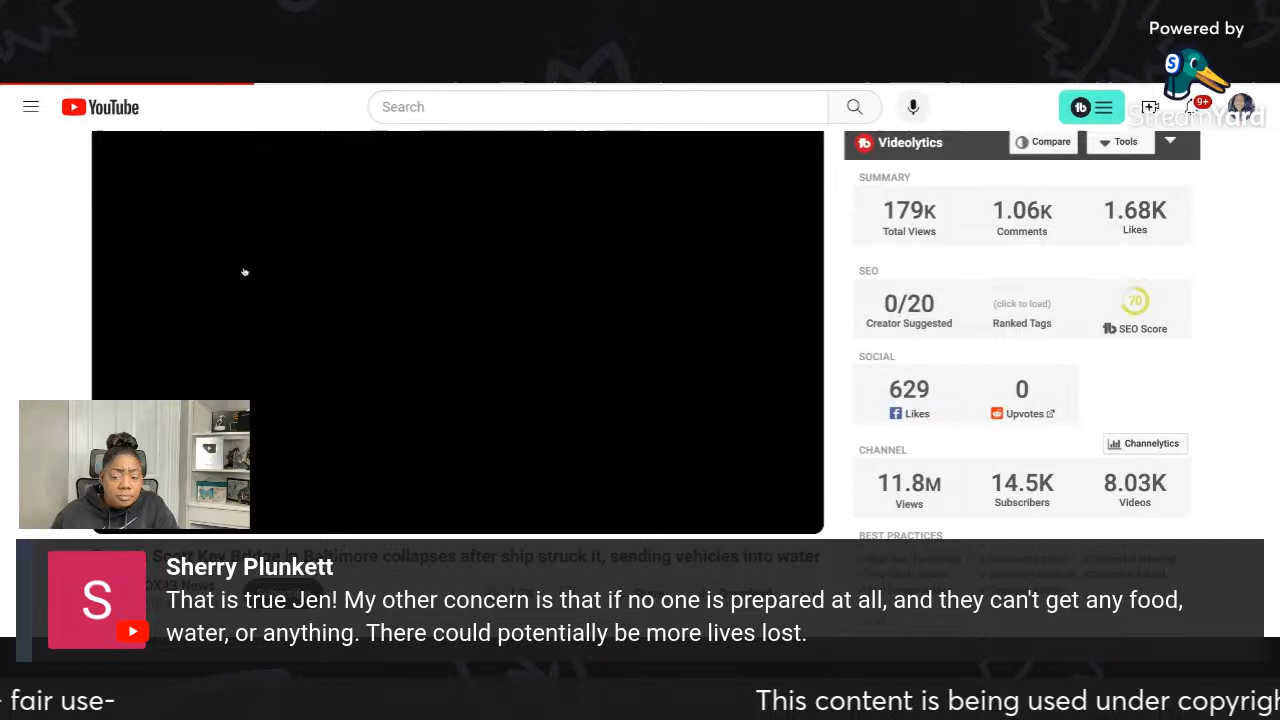 Powered by
StreamYard
YouTube
Search
9+
Videolytics
Compare
Tools
SUMMARY
179K
1.06K
1.68K
Total Views
Comments
Likes
SEO
0/20
(click to load)
70
Creator Suggested
Ranked Tags
SEO Score
SOCIAL
629
0
Likes
Upvotes
CHANNEL
Channelytics
11.8M
14.5K
8.03K
Views
Subscribers
Videos
BEST PRACTICES
Scott Key Bridge in Baltimore collapses after ship struck it, sending vehicles into water
OX43 News
S
Sherry Plunkett
That is true Jen! My other concern is that if no one is prepared at all, and they can't get any food,
water, or anything. There could potentially be more lives lost.
fair use-
This content is being used under copyrigh